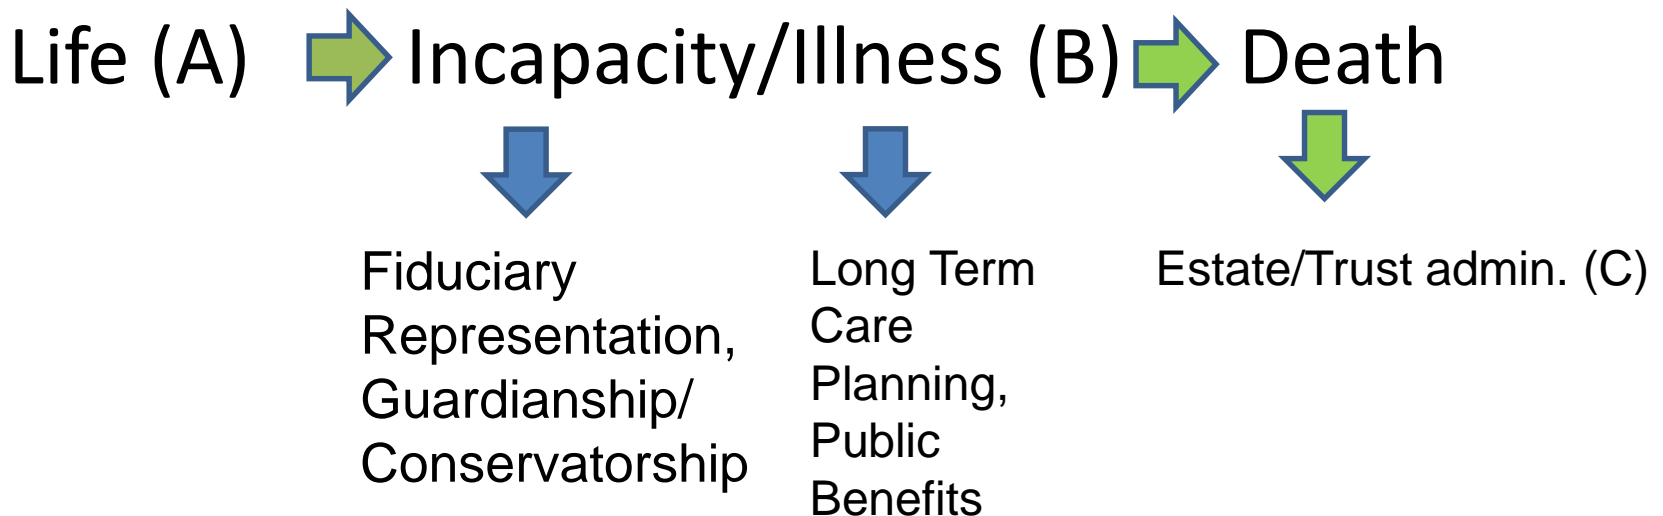 Life (A) Incapacity/Illness (B) Death
Fiduciary
Representation,
Guardianship/
Conservatorship
Long Term
Care
Planning,
Public
Benefits
Estate/Trust admin. (C)